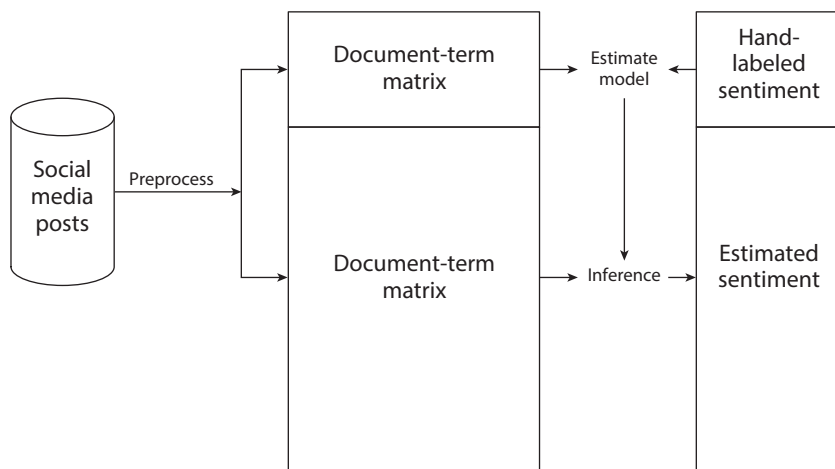 Social
media
posts
Preprocess
Document-term
matrix
Estimate
model
Hand-
labeled
sentiment
Document-term
matrix
Inference
Estimated
sentiment